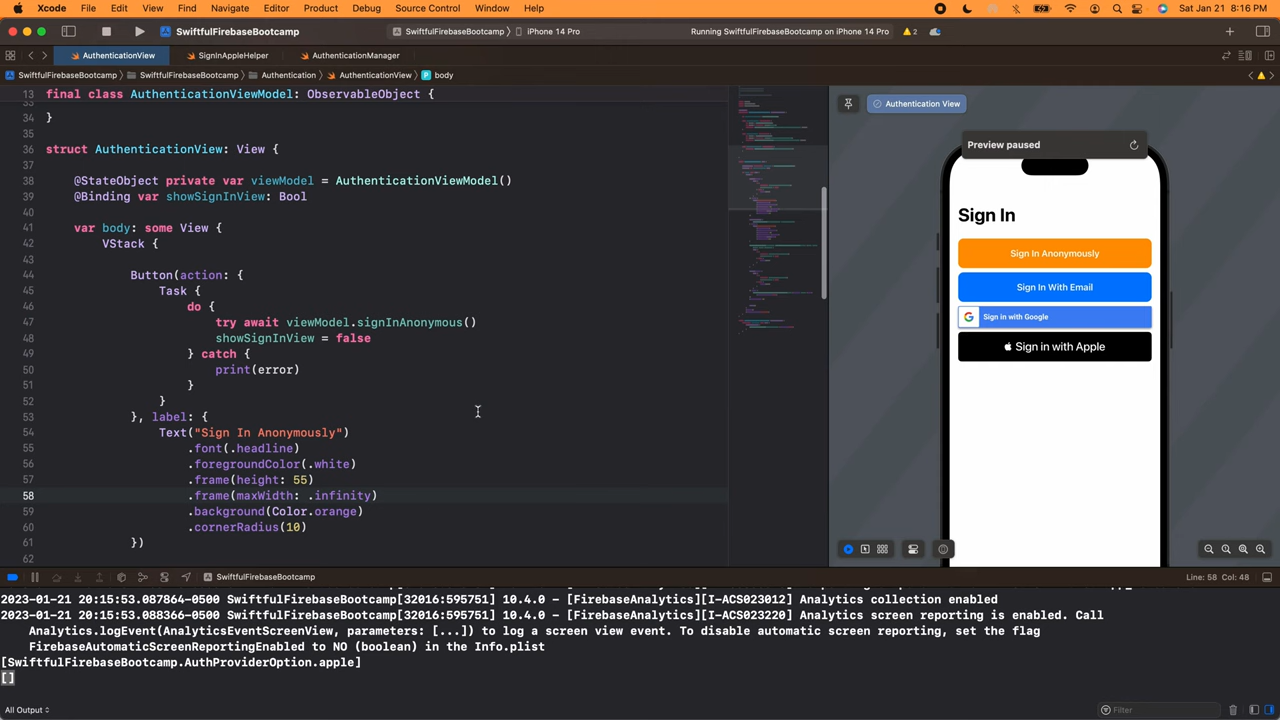 Xcode File Edit View Find Navigate Editor Product Debug Source Control Window Help Sat Jan 21 8:16 PM
SwiftfulFirebaseBootcamp SwiftfulFirebaseBootcamp 〉 iPhone 14 Pro Running SwiftfulFirebaseBootcamp on iPhone 14 Pro 2
AuthenticationView SignInAppleHelper AuthenticationManager
SwiftfulFirebaseBootcamp 〉 SwiftfulFirebaseBootcamp 〉 Authentication 〉 AuthenticationView 〉 P body
13 final class AuthenticationViewModel: ObservableObject {
33
34 }
35
36 struct AuthenticationView: View {
37
38 @StateObject private var viewModel = AuthenticationViewModel()
39 @Binding var showSignInView: Bool
40
41 var body: some View {
42 VStack {
43
44 Button(action: {
45 Task {
46 do {
47 try await viewModel.signInAnonymous()
48 showSignInView = false
49 } catch {
50 print(error)
51 }
52 }
53 }, label: {
54 Text("Sign In Anonymously")
55 .font(.headline)
56 .foregroundColor(.white)
57 .frame(height: 55)
58 .frame(maxWidth: .infinity)
59 .background(Color.orange)
60 .cornerRadius(10)
61 })
62
Authentication View
Preview paused
Sign In
Sign In Anonymously
Sign In With Email
G Sign in with Google
Sign in with Apple
SwiftfulFirebaseBootcamp Line: 58 Col: 48
2023-01-21 20:15:53.087864-0500 SwiftfulFirebaseBootcamp[32016:595751] 10.4.0 - [FirebaseAnalytics][I-ACS023012] Analytics collection enabled
2023-01-21 20:15:53.088366-0500 SwiftfulFirebaseBootcamp[32016:595751] 10.4.0 - [FirebaseAnalytics][I-ACS023220] Analytics screen reporting is enabled. Call
Analytics.logEvent(AnalyticsEventScreenView, parameters: [...]) to log a screen view event. To disable automatic screen reporting, set the flag
FirebaseAutomaticScreenReportingEnabled to NO (boolean) in the Info.plist
[SwiftfulFirebaseBootcamp.AuthProviderOption.apple]
[]
All Output Filter